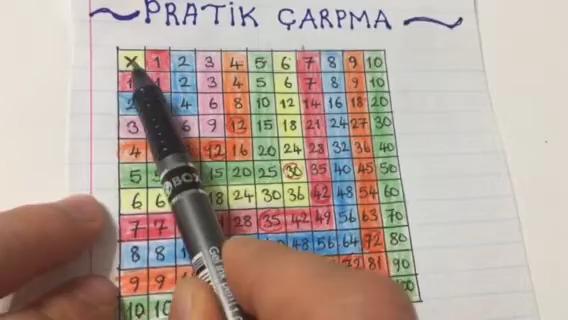 ~PRATİK ÇARPMA~
X 1 2 3 4 5 6 7 8 9 10
1 1 2 3 4 5 6 7 8 9 10
2 4 6 8 10 12 14 16 18 20
3 6 9 12 15 18 21 24 27 30
4 12 16 20 24 28 32 36 40
5 5 15 20 25 30 35 40 45 50
6 6 18 24 30 36 42 48 54 60
7 7 28 35 42 49 56 63 70
8 8 48 56 64 72 80
9 9 72 81 90
10 10
BOX